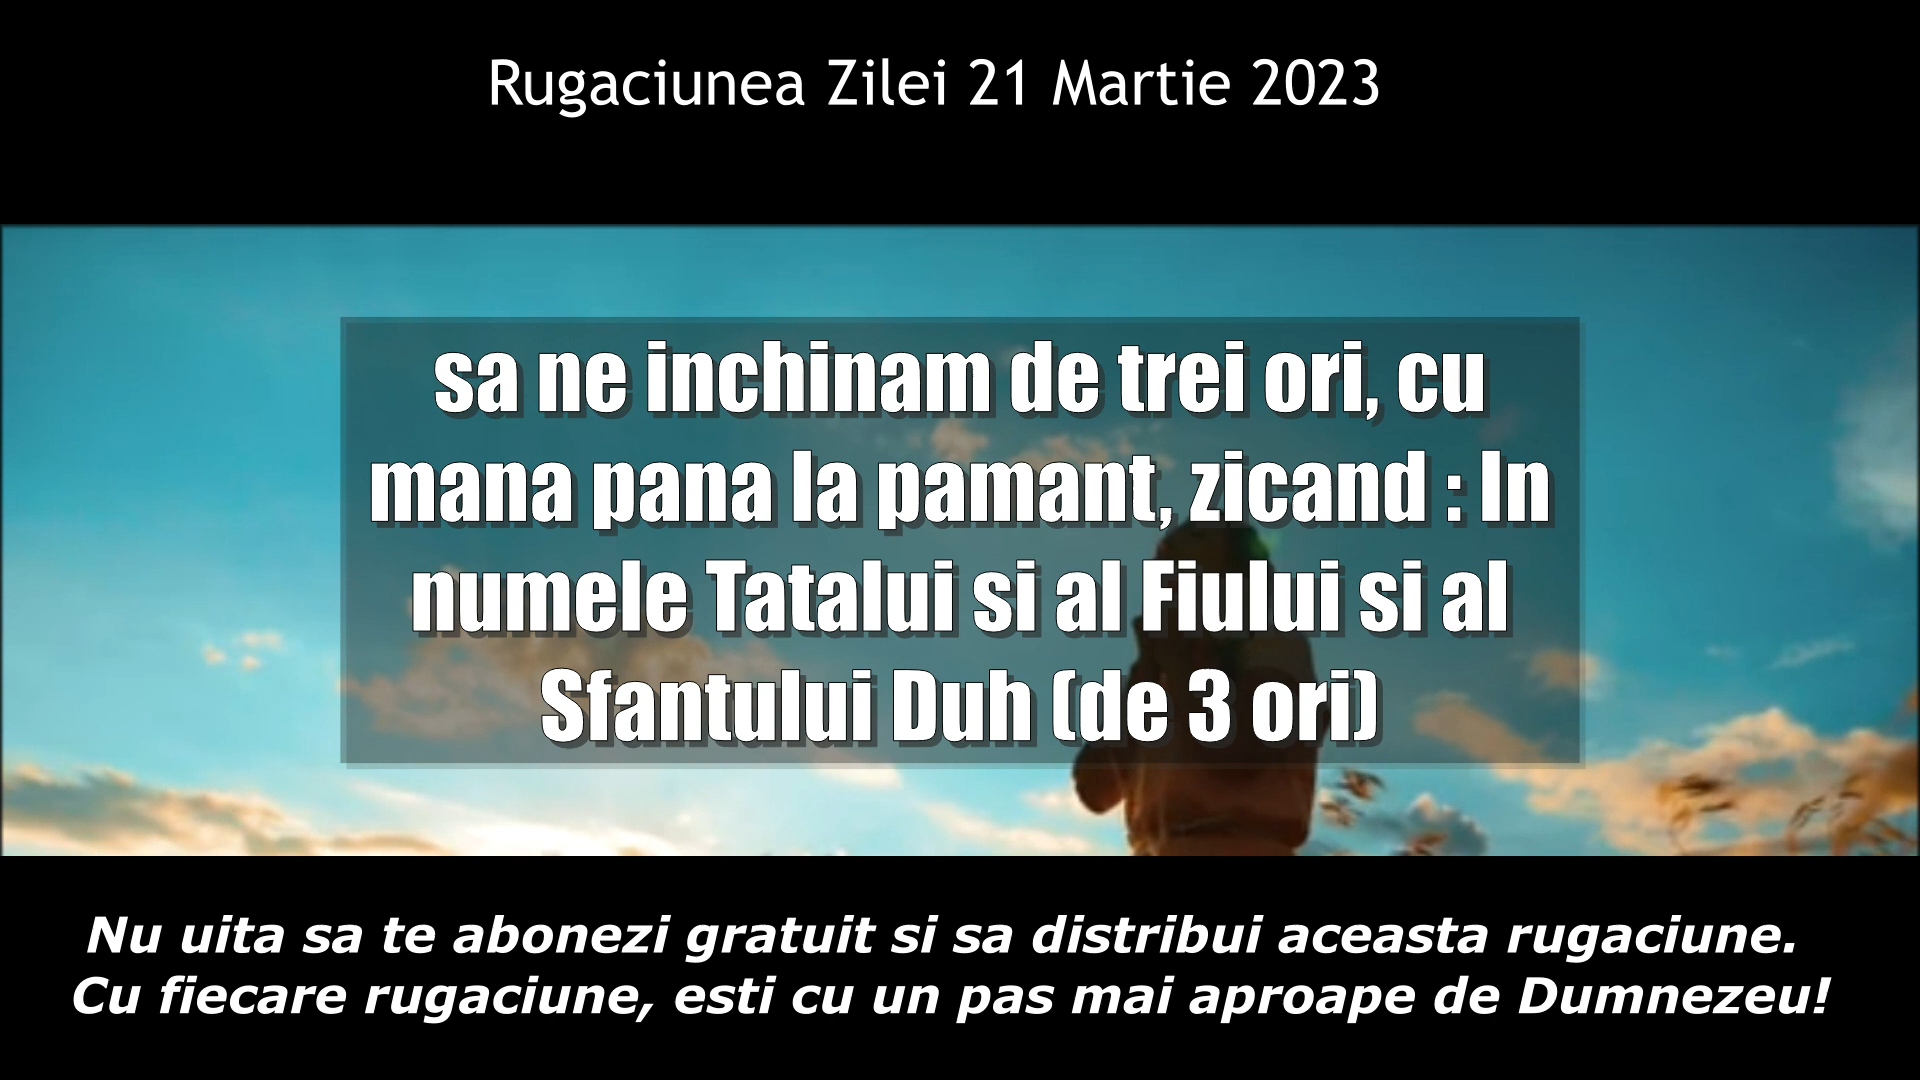 Rugaciunea Zilei 21 Martie 2023
sa ne inchinam de trei ori, cu
mana pana la pamant, zicand : In
numele Tatalui si al Fiului si al
Sfantului Duh (de 3 ori)
Nu uita sa te abonezi gratuit si sa distribui aceasta rugaciune.
Cu fiecare rugaciune, esti cu un pas mai aproape de Dumnezeu!